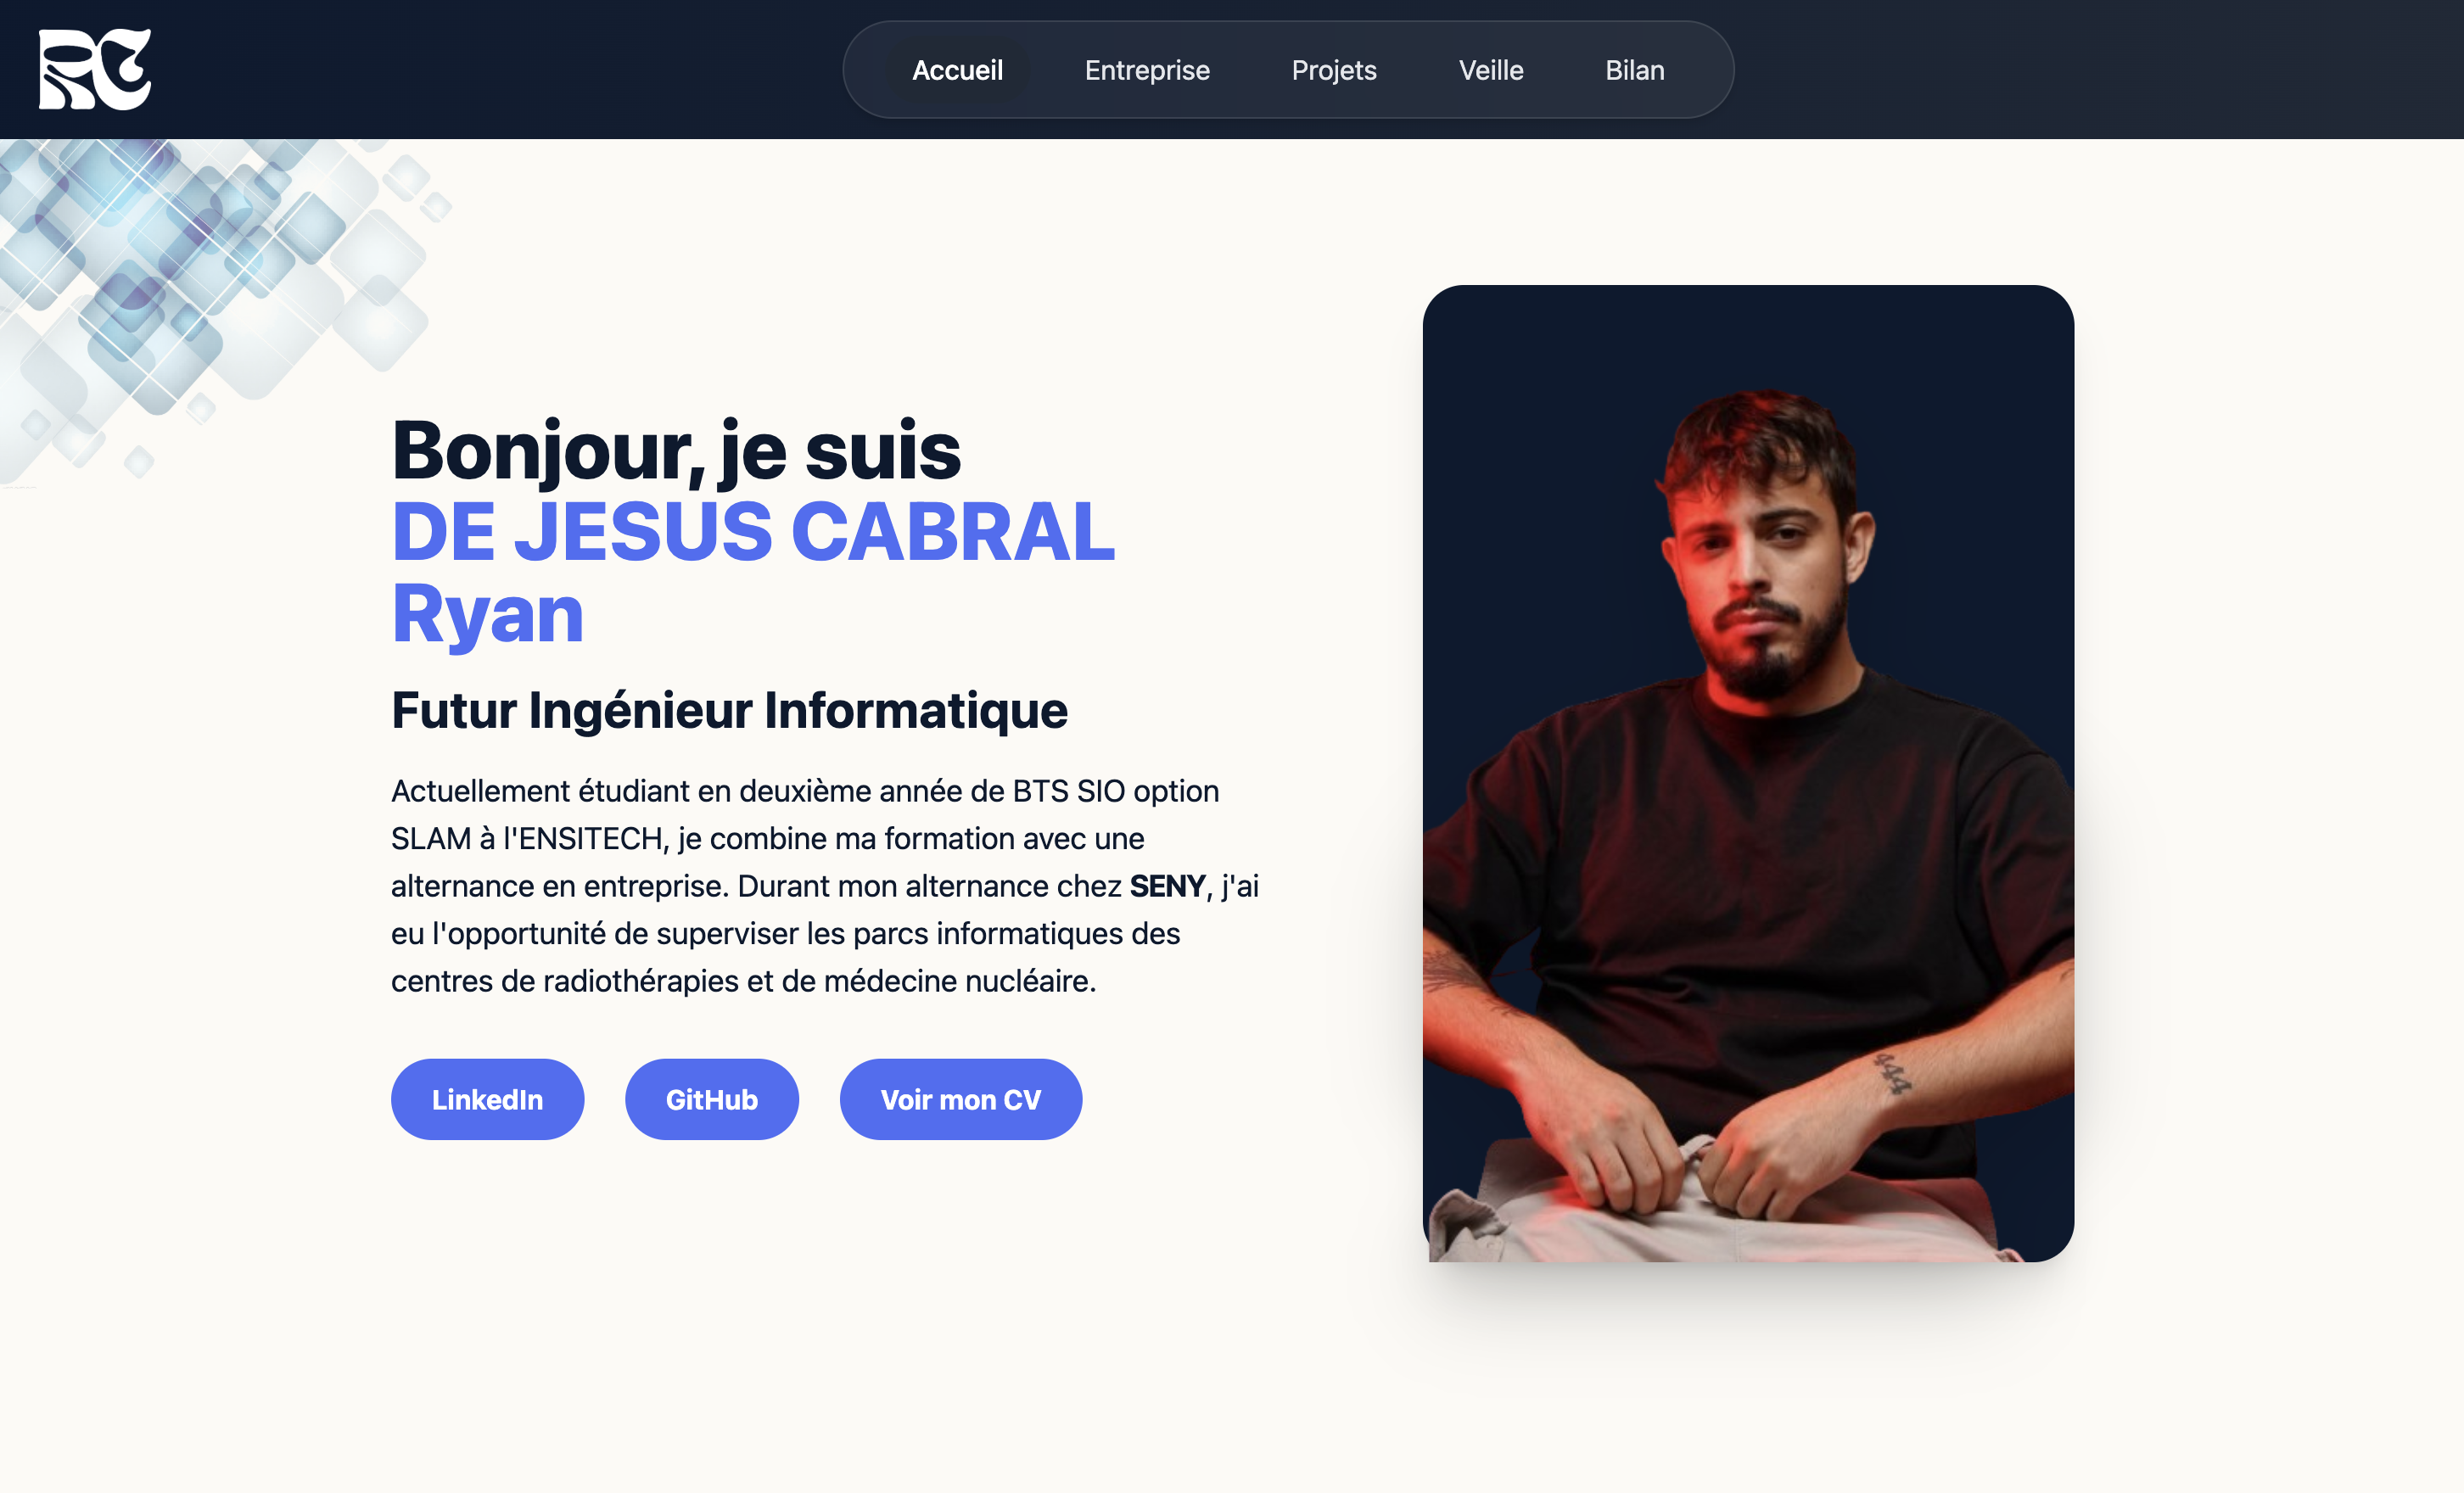 RC
Accueil Entreprise Projets Veille Bilan
Bonjour, je suis
DE JESUS CABRAL
Ryan
Futur Ingénieur Informatique
Actuellement étudiant en deuxième année de BTS SIO option
SLAM à l'ENSITECH, je combine ma formation avec une
alternance en entreprise. Durant mon alternance chez SENY, j'ai
eu l'opportunité de superviser les parcs informatiques des
centres de radiothérapies et de médecine nucléaire.
LinkedIn GitHub Voir mon CV
444